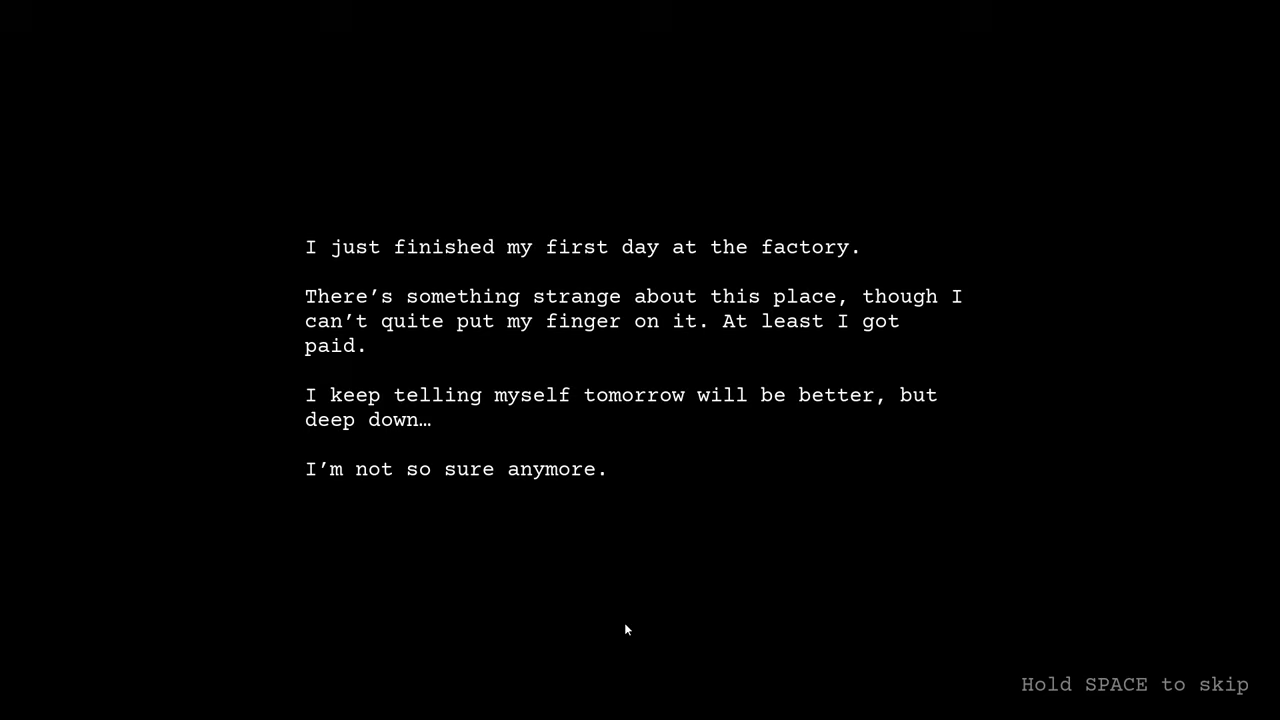 I just finished my first day at the factory.
There’s something strange about this place, though I
can’t quite put my finger on it. At least I got
paid.
I keep telling myself tomorrow will be better, but
deep down…
I’m not so sure anymore.
Hold SPACE to skip